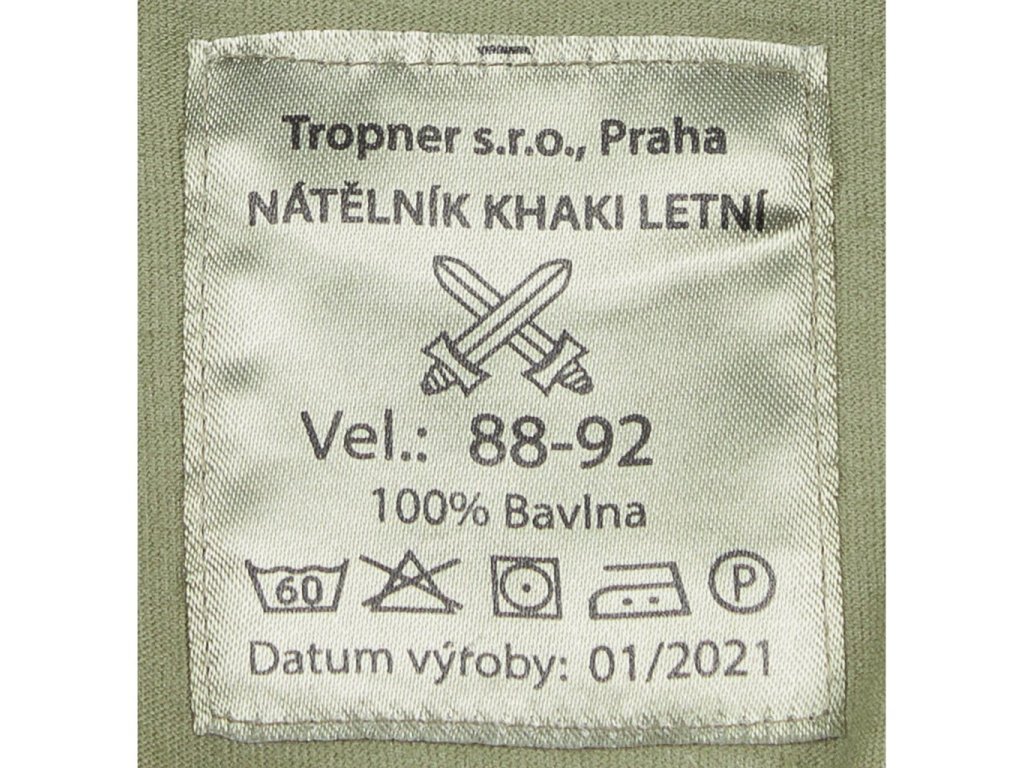 Tropner s.r.o., Praha
NÁTĚLNÍK KHAKI LETNÍ
Vel.: 88-92
100% Bavlna
60 P
Datum výroby: 01/2021